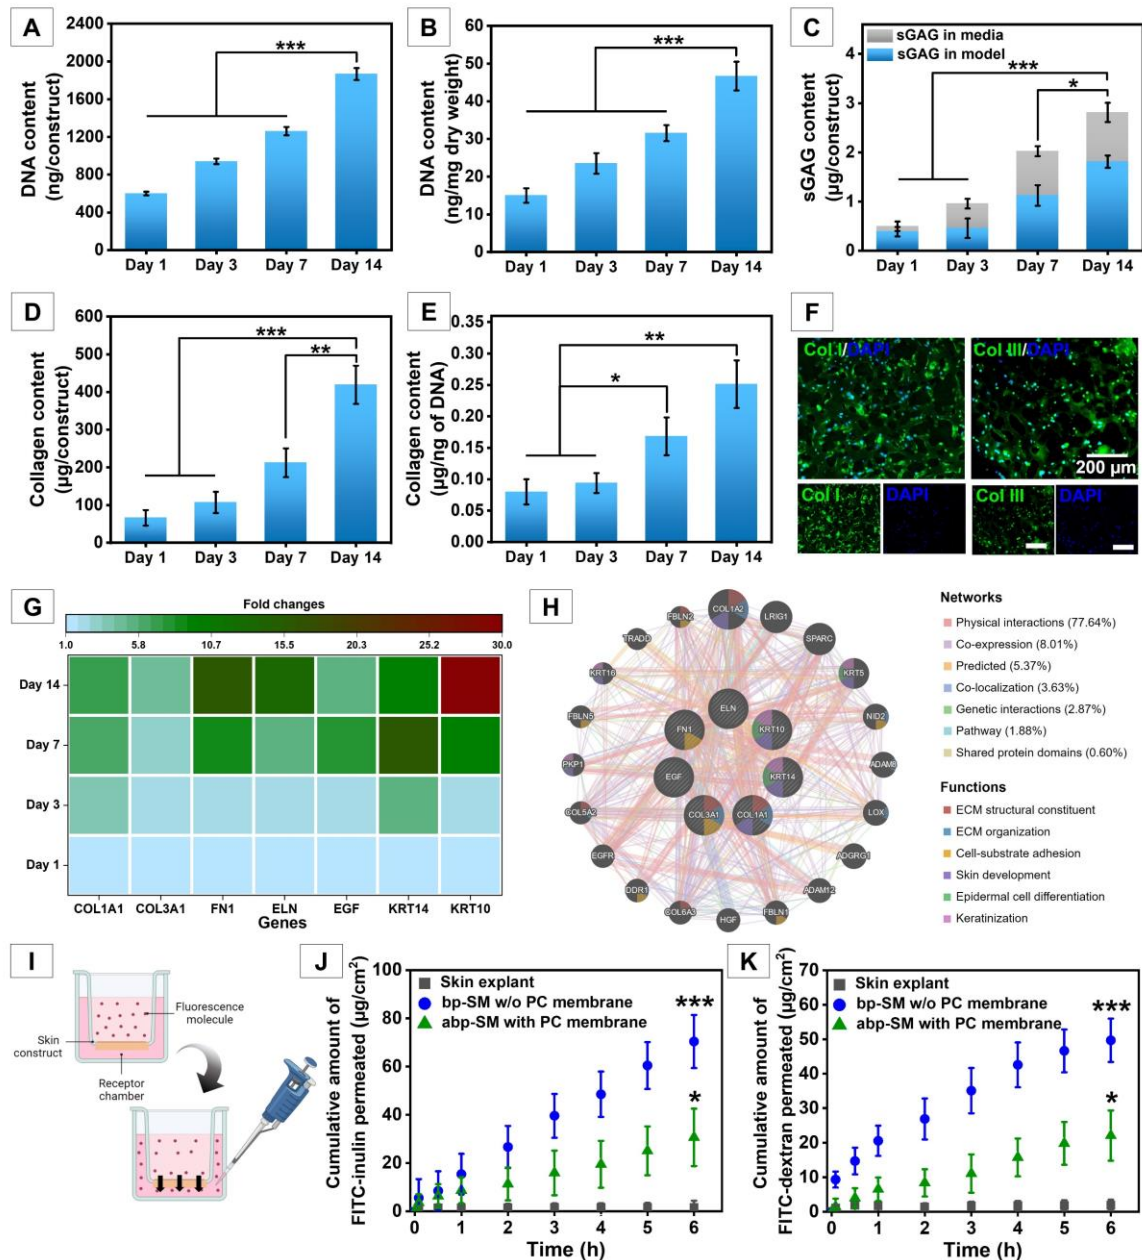 A
DNA content
(ng/construct)
2400
2000
1600
1200
800
400
0
***
Day 1 Day 3 Day 7 Day 14
B
DNA content
(ng/mg dry weight)
60
50
40
30
20
10
0
***
Day 1 Day 3 Day 7 Day 14
C
sGAG content
(µg/construct)
4
3
2
1
0
sGAG in media
sGAG in model
***
*
Day 1 Day 3 Day 7 Day 14
D
Collagen content
(µg/construct)
600
500
400
300
200
100
0
***
**
Day 1 Day 3 Day 7 Day 14
E
Collagen content
(µg/ng of DNA)
0.35
0.30
0.25
0.20
0.15
0.10
0.05
0.00
**
*
Day 1 Day 3 Day 7 Day 14
F
Col I/DAPI
Col III/DAPI
200 µm
Col I
DAPI
Col III
DAPI
G
Fold changes
1.0 5.8 10.7 15.5 20.3 25.2 30.0
Day 14
Day 7
Day 3
Day 1
COL1A1 COL3A1 FN1 ELN EGF KRT14 KRT10
Genes
H
COL1A2
LRIG1
FBLN2
SPARC
TRADD
KRT5
KRT16
ELN
FN1
KRT10
FBLN5
NID2
PKP1
EGF
KRT14
ADAM8
COL5A2
COL3A1
COL1A1
LOX
EGFR
ADGRG1
DDR1
ADAM12
COL6A3
HGF
FBLN1
Networks
Physical interactions (77.64%)
Co-expression (8.01%)
Predicted (5.37%)
Co-localization (3.63%)
Genetic interactions (2.87%)
Pathway (1.88%)
Shared protein domains (0.60%)
Functions
ECM structural constituent
ECM organization
Cell-substrate adhesion
Skin development
Epidermal cell differentiation
Keratinization
I
Fluorescence
molecule
Skin
construct
Receptor
chamber
J
Cumulative amount of
FITC-inulin permeated (µg/cm²)
100
80
60
40
20
0
Skin explant
bp-SM w/o PC membrane
abp-SM with PC membrane
***
*
0 1 2 3 4 5 6
Time (h)
K
Cumulative amount of
FITC-dextran permeated (µg/cm²)
70
60
50
40
30
20
10
0
Skin explant
bp-SM w/o PC membrane
abp-SM with PC membrane
***
*
0 1 2 3 4 5 6
Time (h)